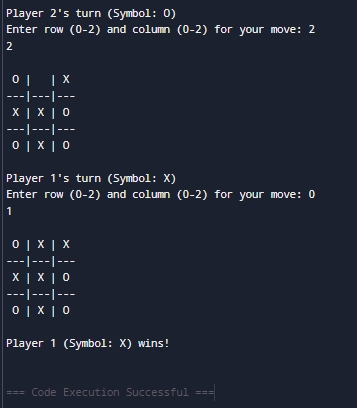 Player 2's turn (Symbol: O)
Enter row (0-2) and column (0-2) for your move: 2
2
 O |   | X
---|---|---
 X | X | O
---|---|---
 O | X | O
Player 1's turn (Symbol: X)
Enter row (0-2) and column (0-2) for your move: 0
1
 O | X | X
---|---|---
 X | X | O
---|---|---
 O | X | O
Player 1 (Symbol: X) wins!
=== Code Execution Successful ===